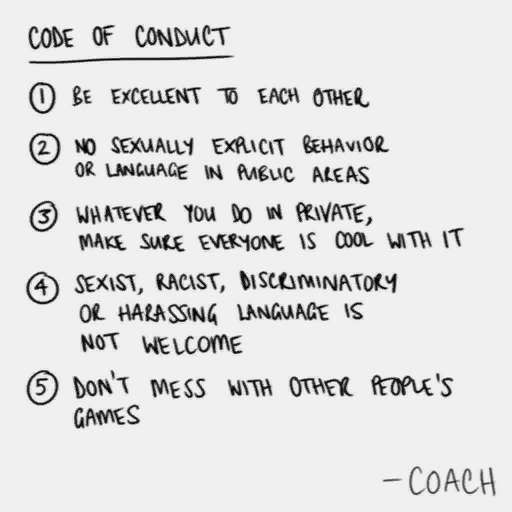 CODE OF CONDUCT
① BE EXCELLENT TO EACH OTHER
② NO SEXUALLY EXPLICIT BEHAVIOR
OR LANGUAGE IN PUBLIC AREAS
③ WHATEVER YOU DO IN PRIVATE,
MAKE SURE EVERYONE IS COOL WITH IT
④ SEXIST, RACIST, DISCRIMINATORY
OR HARASSING LANGUAGE IS
NOT WELCOME
⑤ DON'T MESS WITH OTHER PEOPLE'S
GAMES
- COACH